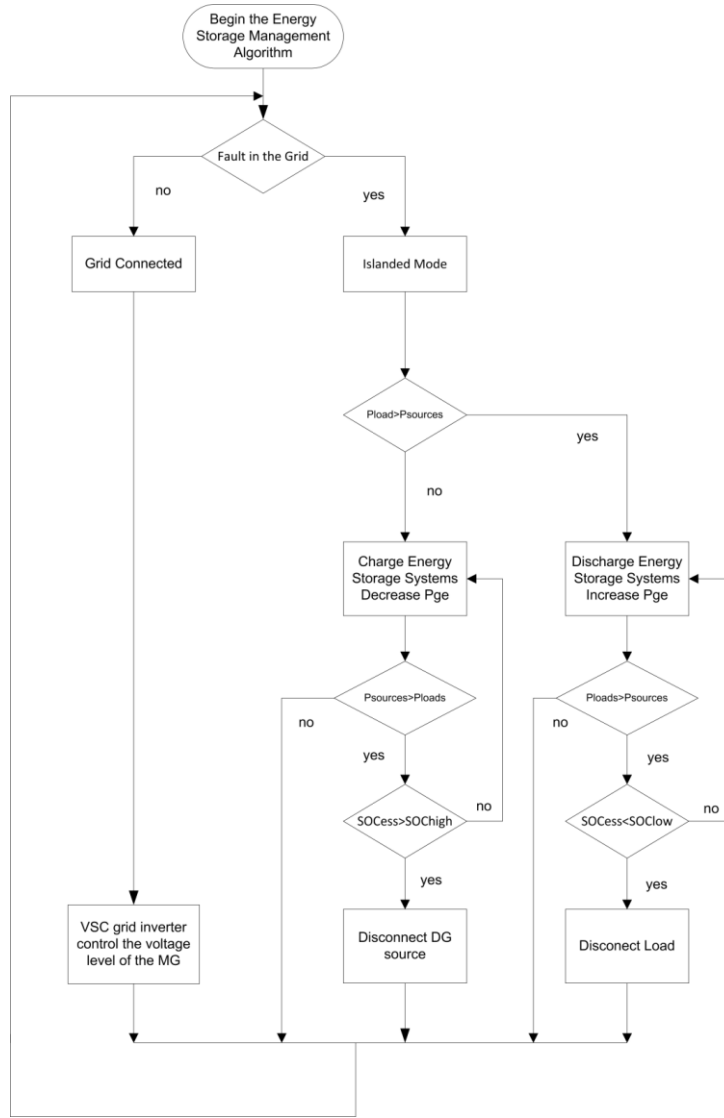 Begin the Energy
Storage Management
Algorithm
Fault in the Grid
no
yes
Grid Connected
Islanded Mode
Pload>Psources
yes
no
Charge Energy
Storage Systems
Decrease Pge
Discharge Energy
Storage Systems
Increase Pge
Psources>Ploads
Ploads>Psources
no
yes
no
yes
SOCess>SOChigh
no
SOCess<SOClow
no
yes
yes
VSC grid inverter
control the voltage
level of the MG
Disconnect DG
source
Disconect Load